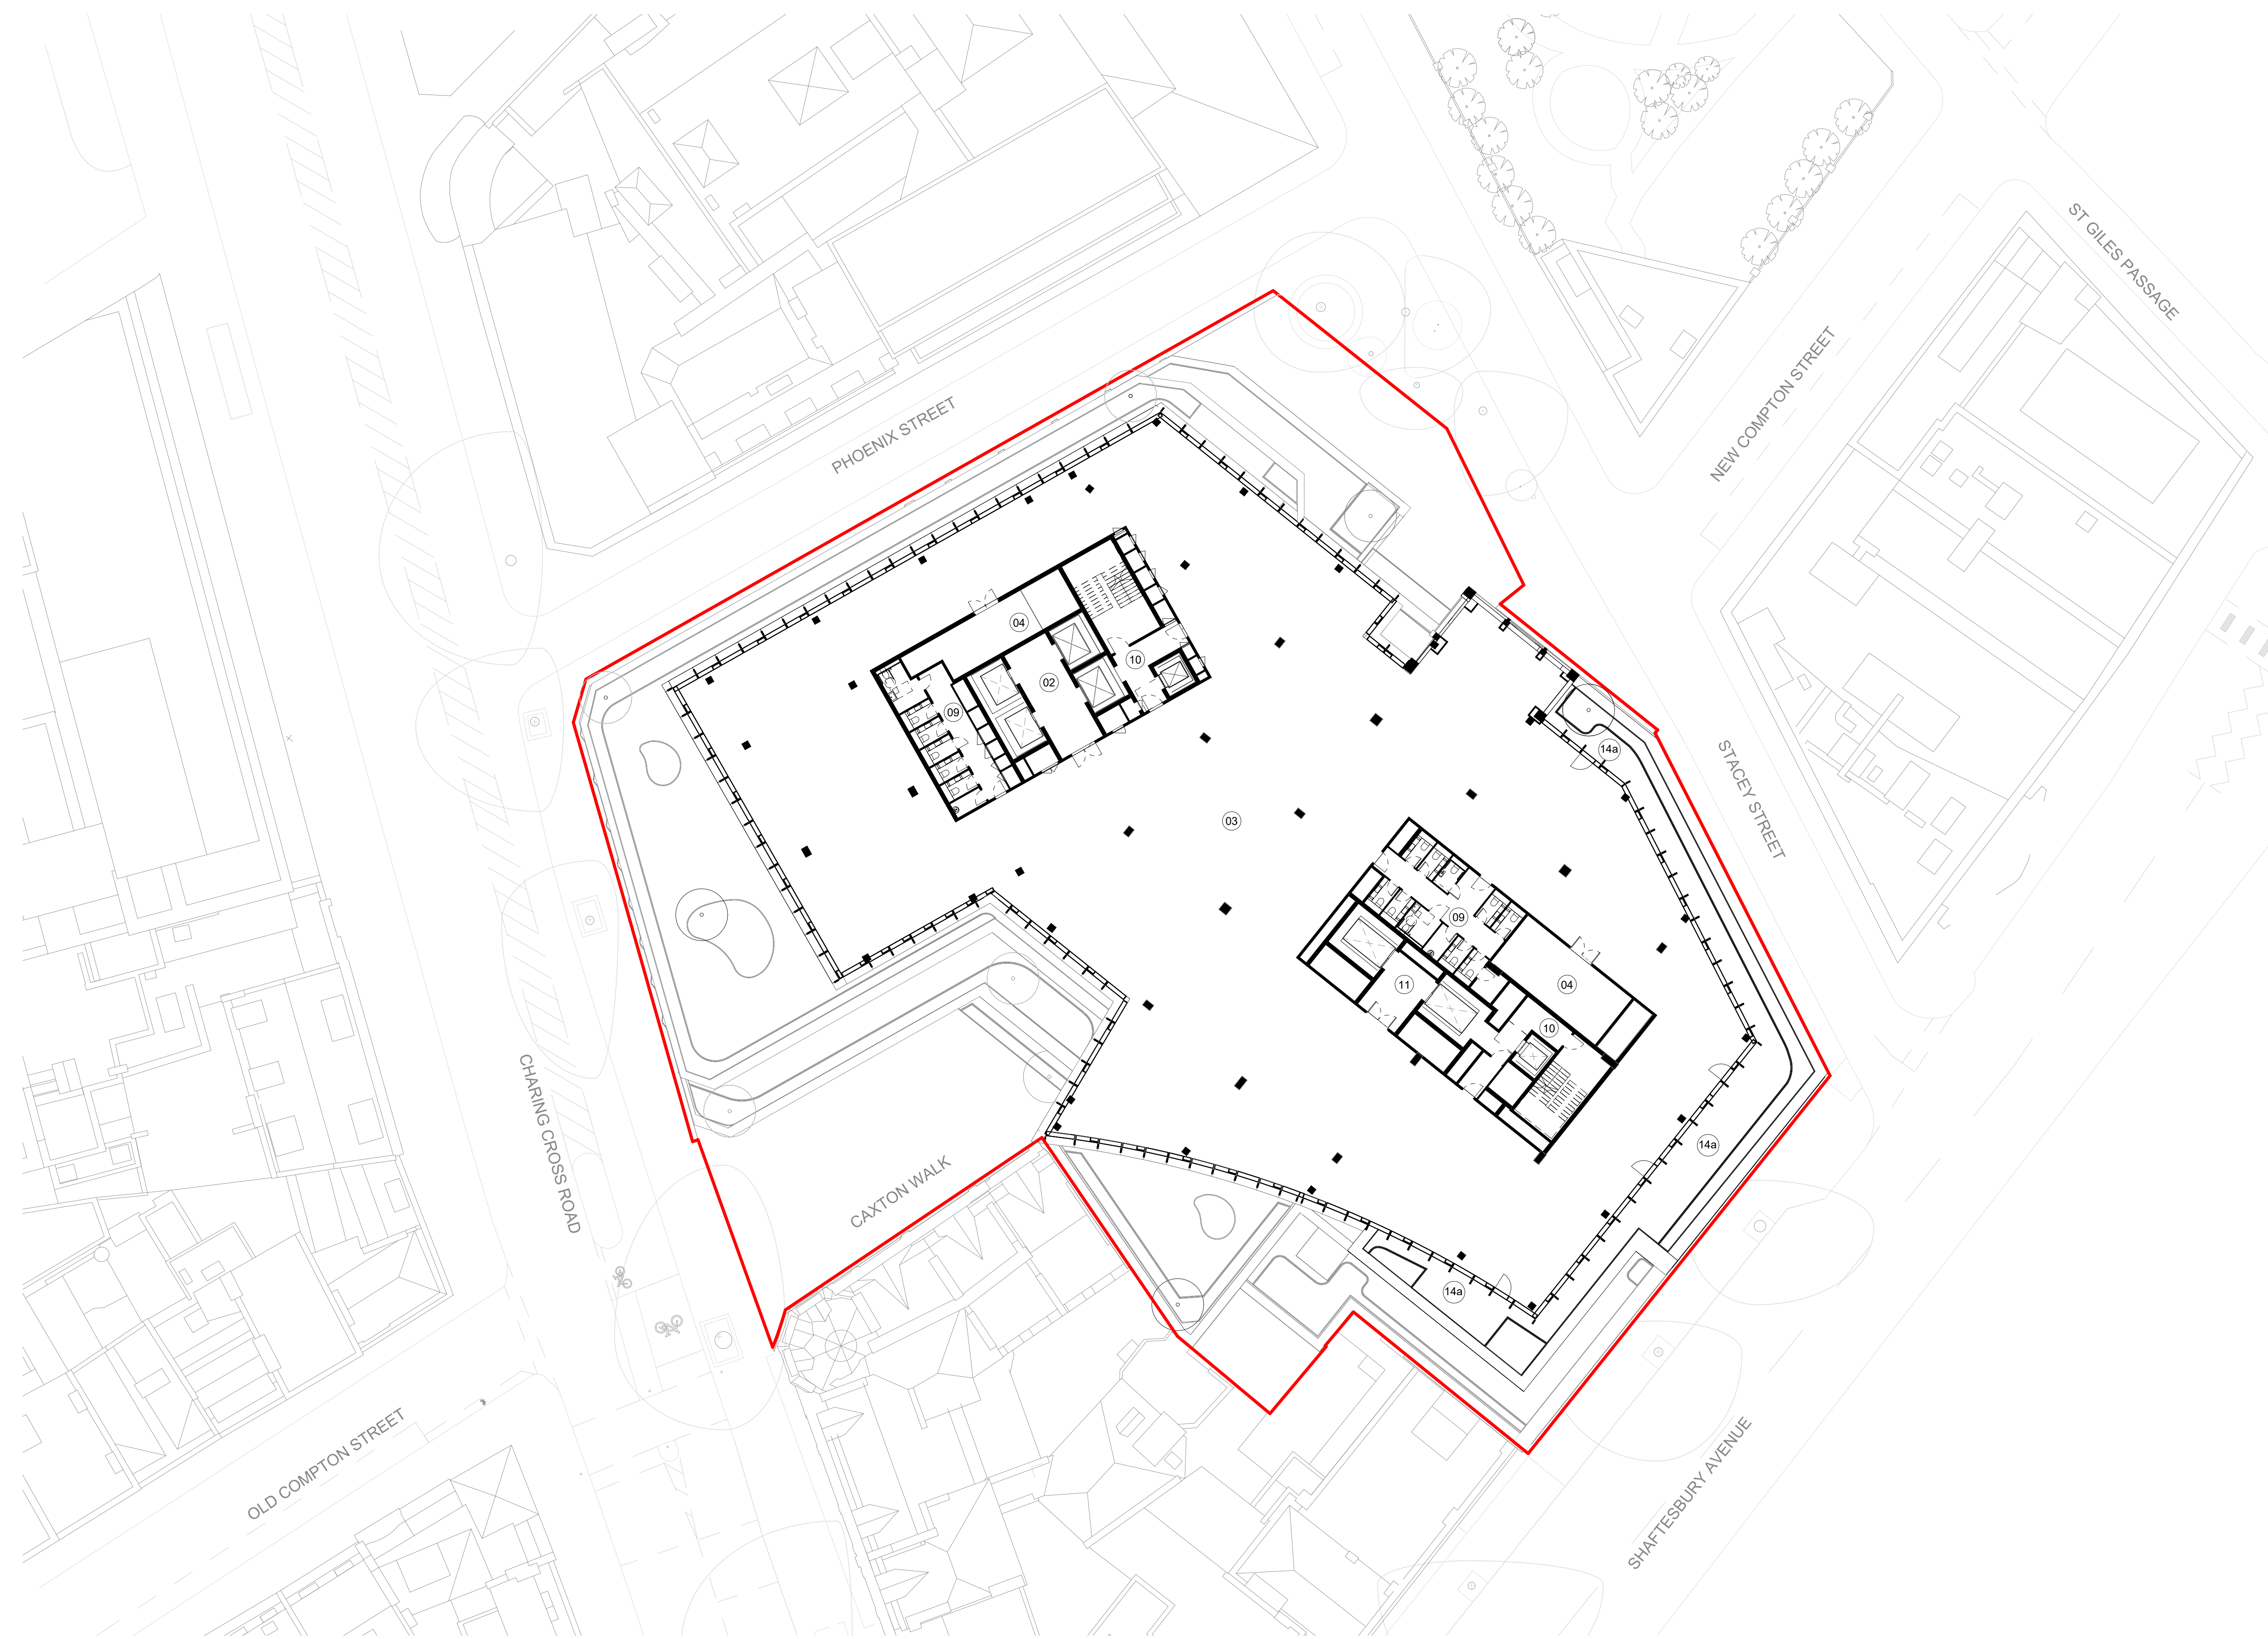 ST GILES PASSAGE
PHOENIX STREET
NEW COMPTON STREET
04
10
02
09
14a
STACEY STREET
03
09
11
04
10
CHARING CROSS ROAD
14a
CAXTON WALK
14a
OLD COMPTON STREET
SHAFTESBURY AVENUE